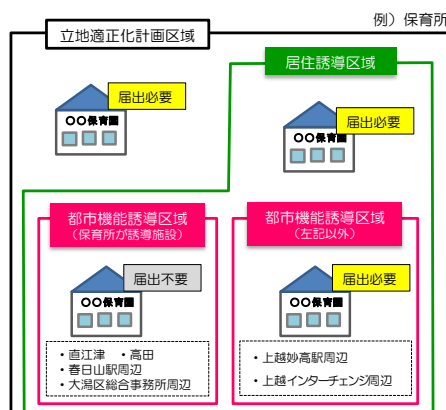 例）保育所
立地適正化計画区域
居住誘導区域
届出必要
〇〇保育園
届出必要
〇〇保育園
都市機能誘導区域
（保育所が誘導施設）
届出不要
〇〇保育園
・直江津　・高田
・春日山駅周辺
・大潟区総合事務所周辺
都市機能誘導区域
（左記以外）
届出必要
〇〇保育園
・上越妙高駅周辺
・上越インターチェンジ周辺